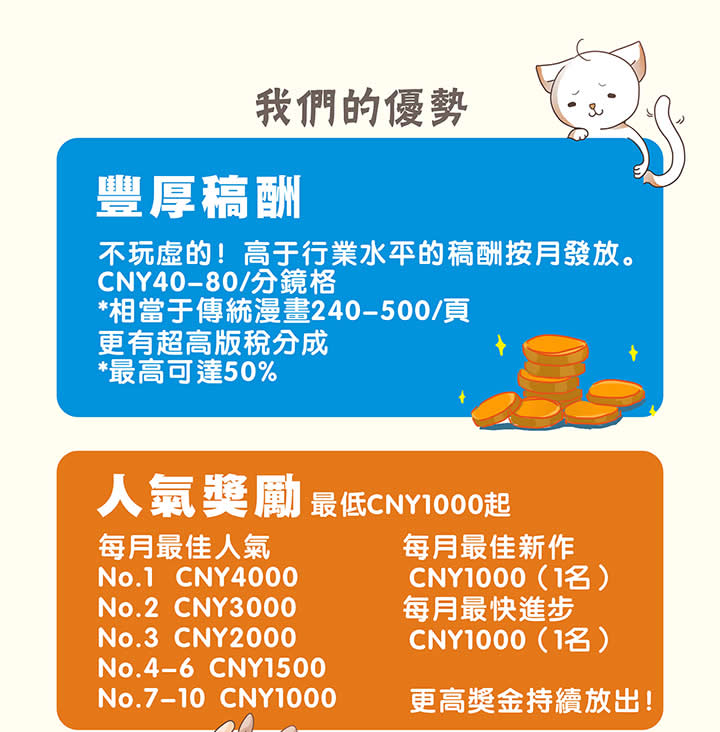 我們的優勢
豐厚稿酬
不玩虛的！高于行業水平的稿酬按月發放。
CNY40-80/分鏡格
*相當于傳統漫畫240-500/頁
更有超高版稅分成
*最高可達50%
人氣獎勵 最低CNY1000起
每月最佳人氣
No.1 CNY4000
No.2 CNY3000
No.3 CNY2000
No.4-6 CNY1500
No.7-10 CNY1000
每月最佳新作
CNY1000（1名）
每月最快進步
CNY1000（1名）
更高獎金持續放出！